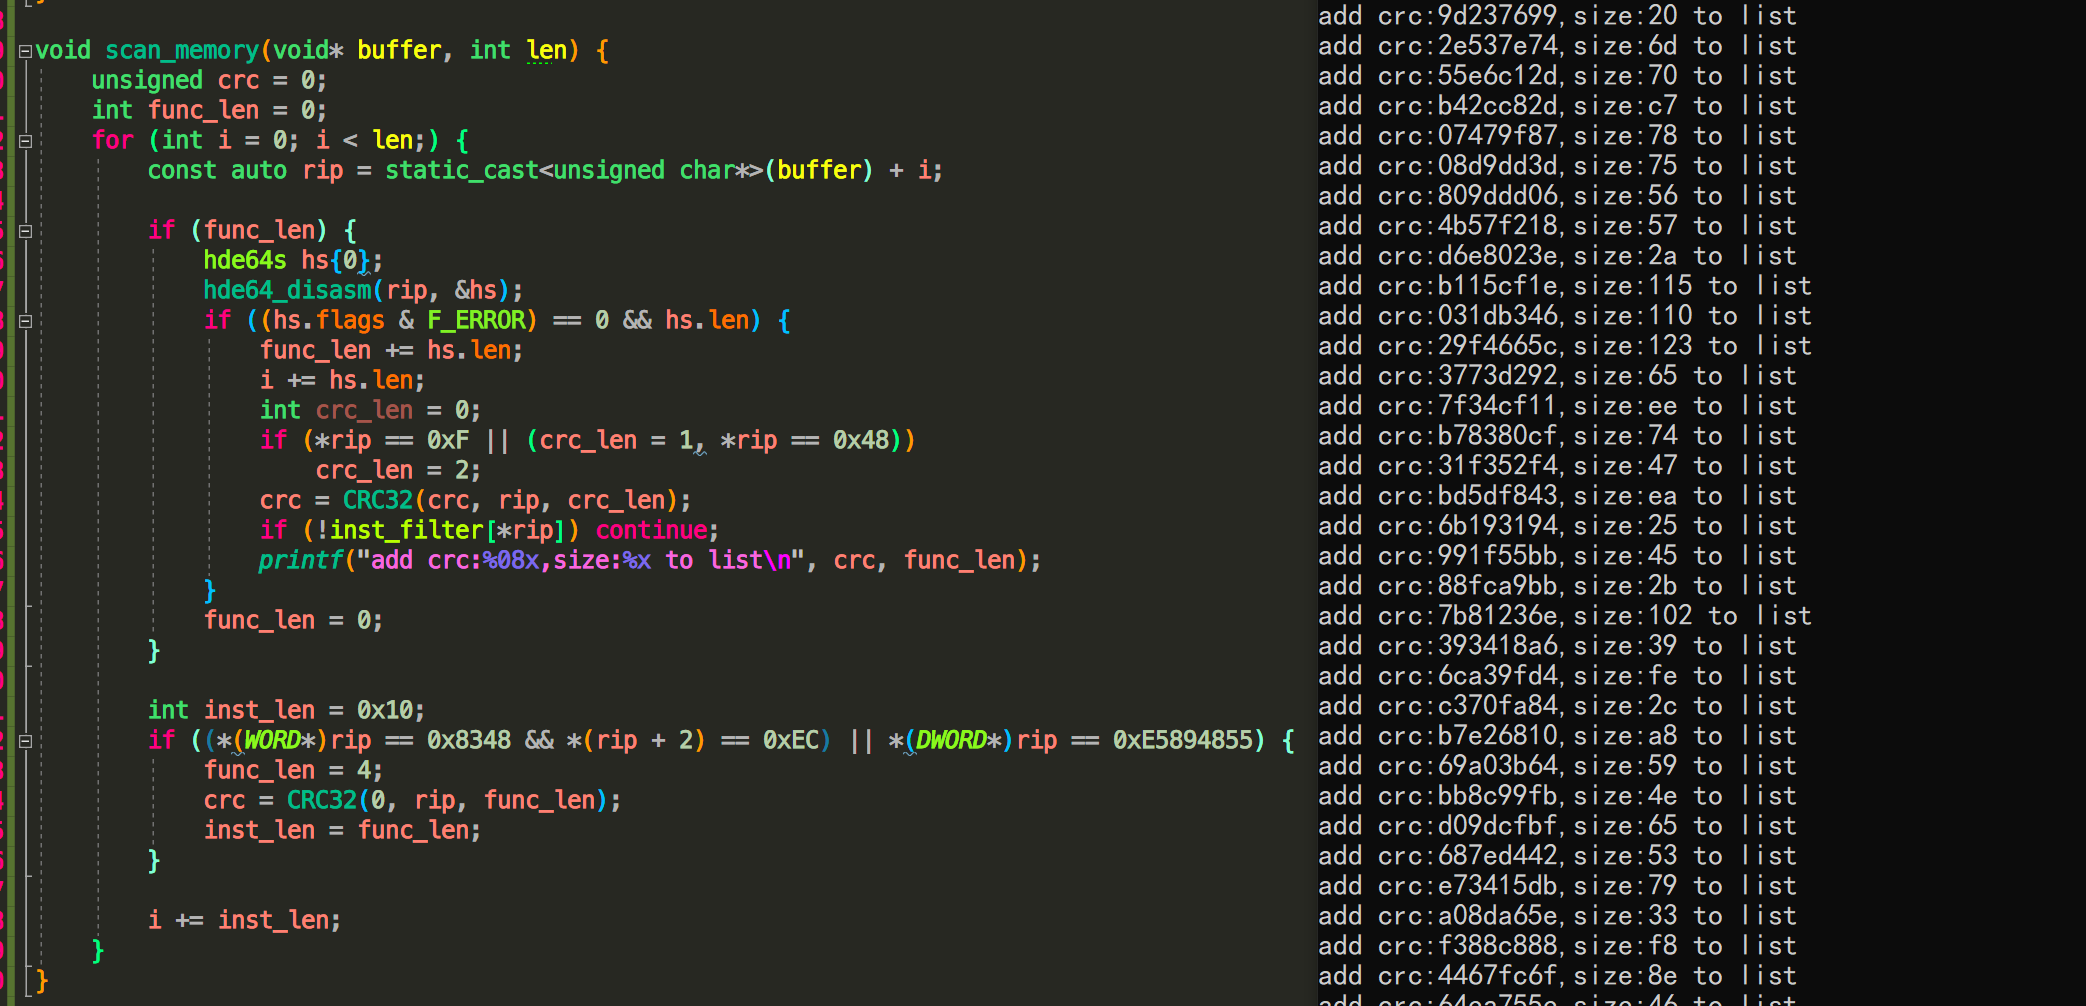 void scan_memory(void* buffer, int len) {
unsigned crc = 0;
int func_len = 0;
for (int i = 0; i < len;) {
const auto rip = static_cast<unsigned char*>(buffer) + i;
if (func_len) {
hde64s hs{0};
hde64_disasm(rip, &hs);
if ((hs.flags & F_ERROR) == 0 && hs.len) {
func_len += hs.len;
i += hs.len;
int crc_len = 0;
if (*rip == 0xF || (crc_len = 1, *rip == 0x48))
crc_len = 2;
crc = CRC32(crc, rip, crc_len);
if (!inst_filter[*rip]) continue;
printf("add crc:%08x,size:%x to list\n", crc, func_len);
}
func_len = 0;
}
int inst_len = 0x10;
if ((*(WORD*)rip == 0x8348 && *(rip + 2) == 0xEC) || *(DWORD*)rip == 0xE5894855) {
func_len = 4;
crc = CRC32(0, rip, func_len);
inst_len = func_len;
}
i += inst_len;
}
}
add crc:9d237699,size:20 to list
add crc:2e537e74,size:6d to list
add crc:55e6c12d,size:70 to list
add crc:b42cc82d,size:c7 to list
add crc:07479f87,size:78 to list
add crc:08d9dd3d,size:75 to list
add crc:809ddd06,size:56 to list
add crc:4b57f218,size:57 to list
add crc:d6e8023e,size:2a to list
add crc:b115cf1e,size:115 to list
add crc:031db346,size:110 to list
add crc:29f4665c,size:123 to list
add crc:3773d292,size:65 to list
add crc:7f34cf11,size:ee to list
add crc:b78380cf,size:74 to list
add crc:31f352f4,size:47 to list
add crc:bd5df843,size:ea to list
add crc:6b193194,size:25 to list
add crc:991f55bb,size:45 to list
add crc:88fca9bb,size:2b to list
add crc:7b81236e,size:102 to list
add crc:393418a6,size:39 to list
add crc:6ca39fd4,size:fe to list
add crc:c370fa84,size:2c to list
add crc:b7e26810,size:a8 to list
add crc:69a03b64,size:59 to list
add crc:bb8c99fb,size:4e to list
add crc:d09dcfbf,size:65 to list
add crc:687ed442,size:53 to list
add crc:e73415db,size:79 to list
add crc:a08da65e,size:33 to list
add crc:f388c888,size:f8 to list
add crc:4467fc6f,size:8e to list